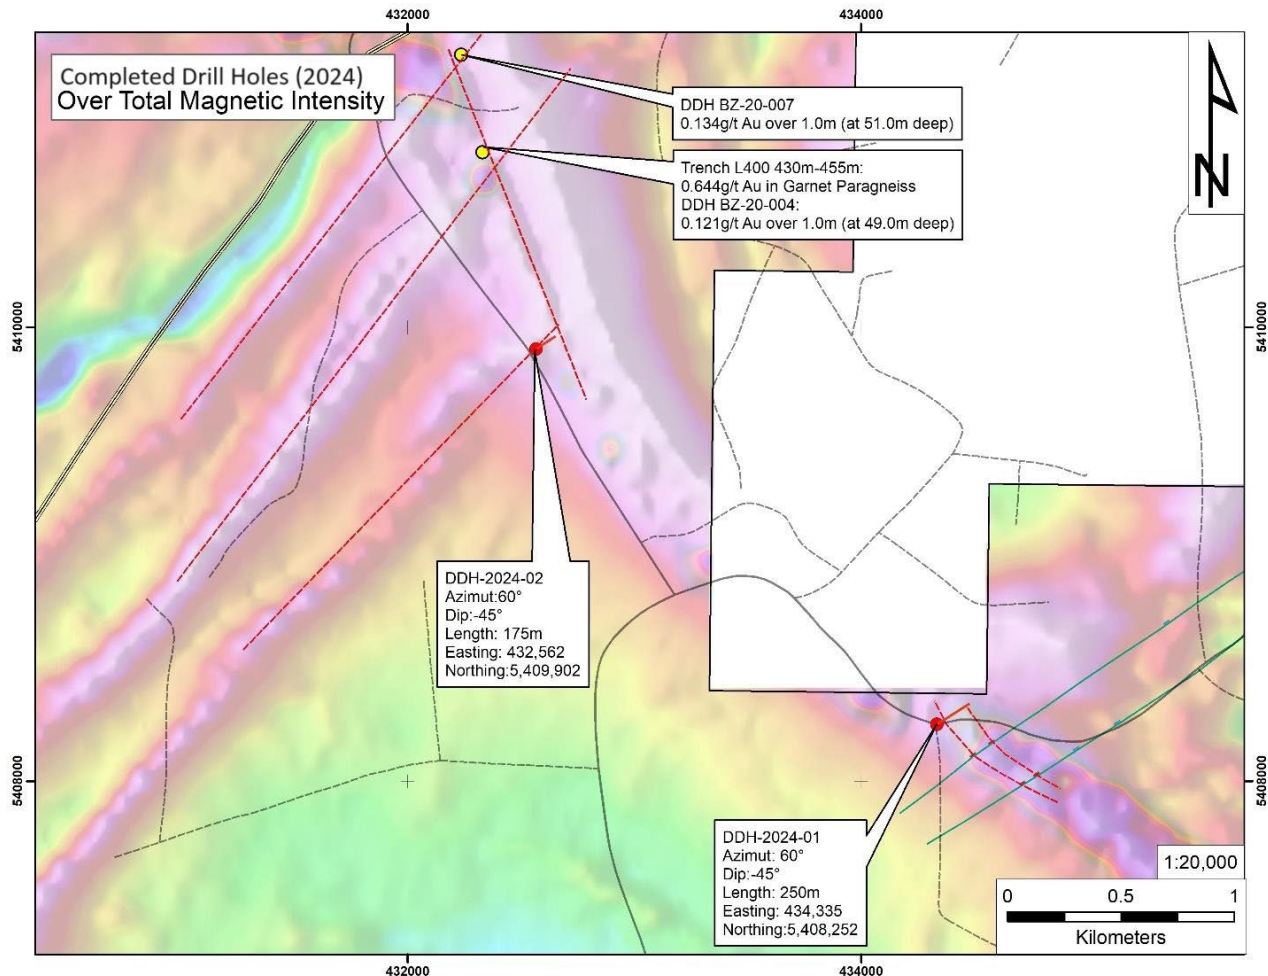 432000
434000
Completed Drill Holes (2024)
Over Total Magnetic Intensity
DDH BZ-20-007
0.134g/t Au over 1.0m (at 51.0m deep)
Trench L400 430m-455m:
0.644g/t Au in Garnet Paragneiss
DDH BZ-20-004:
0.121g/t Au over 1.0m (at 49.0m deep)
N
5410000
5410000
DDH-2024-02
Azimut:60°
Dip:-45°
Length: 175m
Easting: 432,562
Northing:5,409,902
5408000
5408000
DDH-2024-01
Azimut: 60°
Dip:-45°
Length: 250m
Easting: 434,335
Northing:5,408,252
1:20,000
0 0.5 1
Kilometers
432000
434000